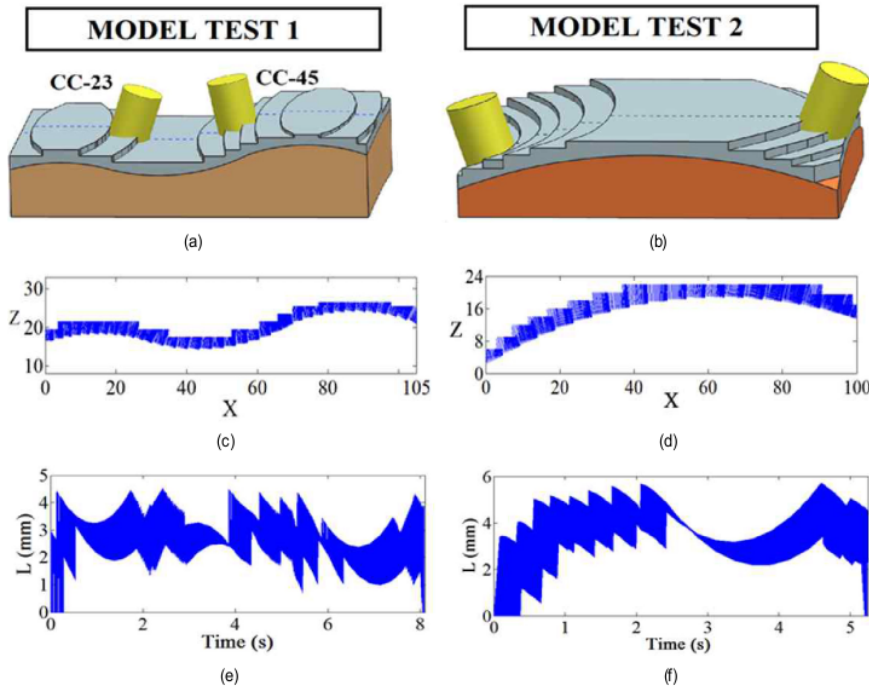 MODEL TEST 1
MODEL TEST 2
CC-23
CC-45
(a)
(b)
30
Z 20
10
0 20 40 60 80 105
X
(c)
24
16
Z
8
0
0 20 40 60 80 100
X
(d)
5
4
3
2
1
0
L (mm)
0 2 4 6 8
Time (s)
(e)
6
4
2
0
L (mm)
0 1 2 3 4 5
Time (s)
(f)